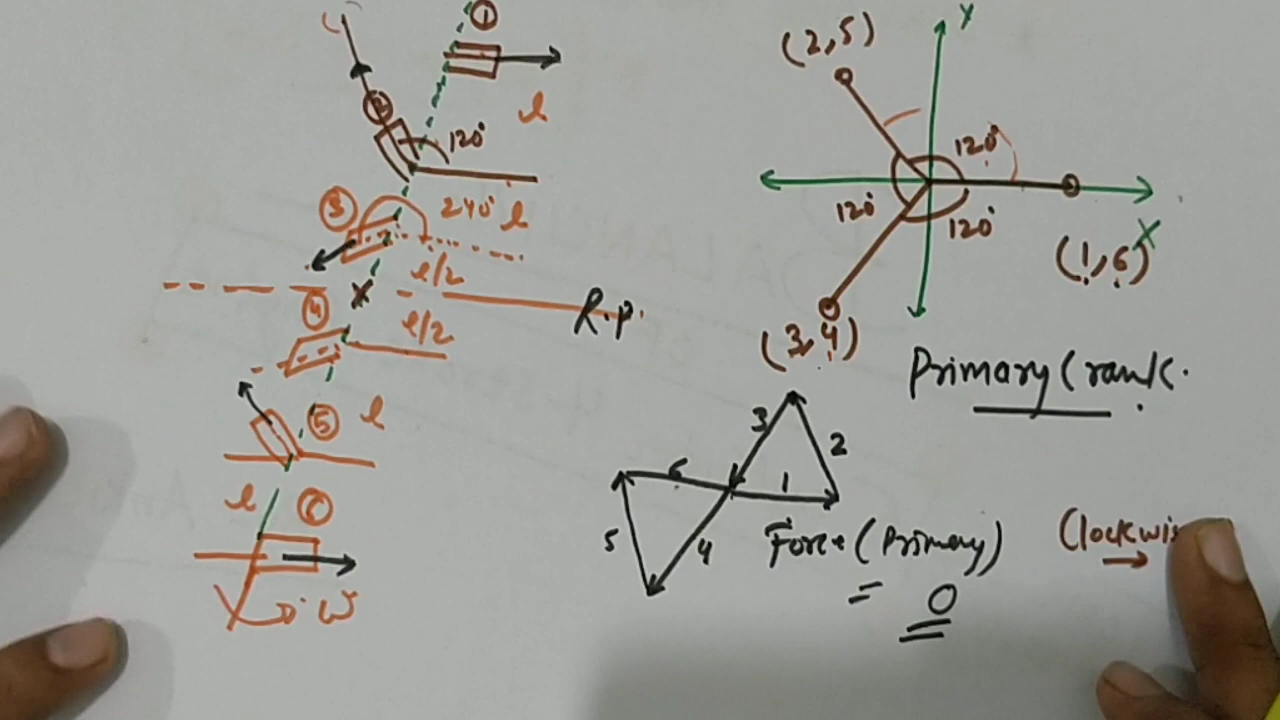 1
l
2
120°
3
240° l
l/2
4
l/2
R.P.
5 l
l 6
ω
Y
(2,5)
120°
120°
120°
X
(1,6)
(3,4)
Primary Crank.
3
2
1
6
5
4
Force (Primary)
= 0
Clockwis